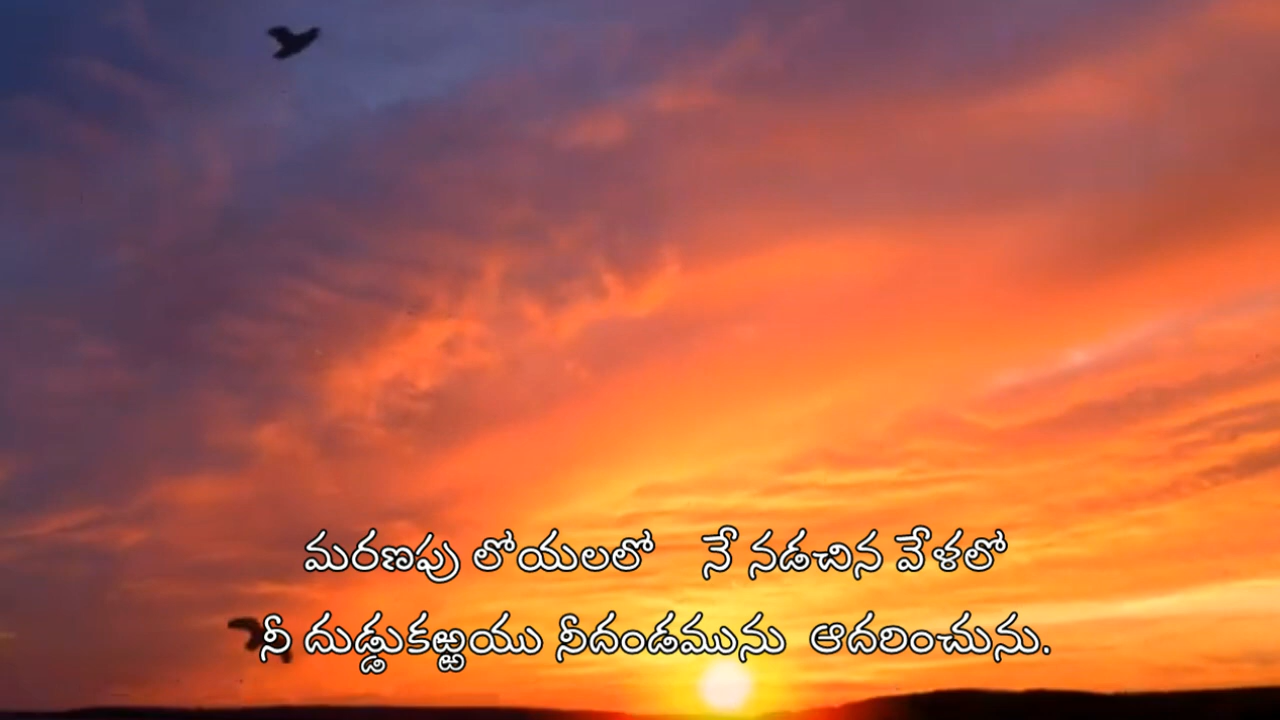 మరణపు లోయలలో నే నడచిన వేళలో
నీ దుడ్డుకఱ్ఱయు నీదండమును ఆదరించును.